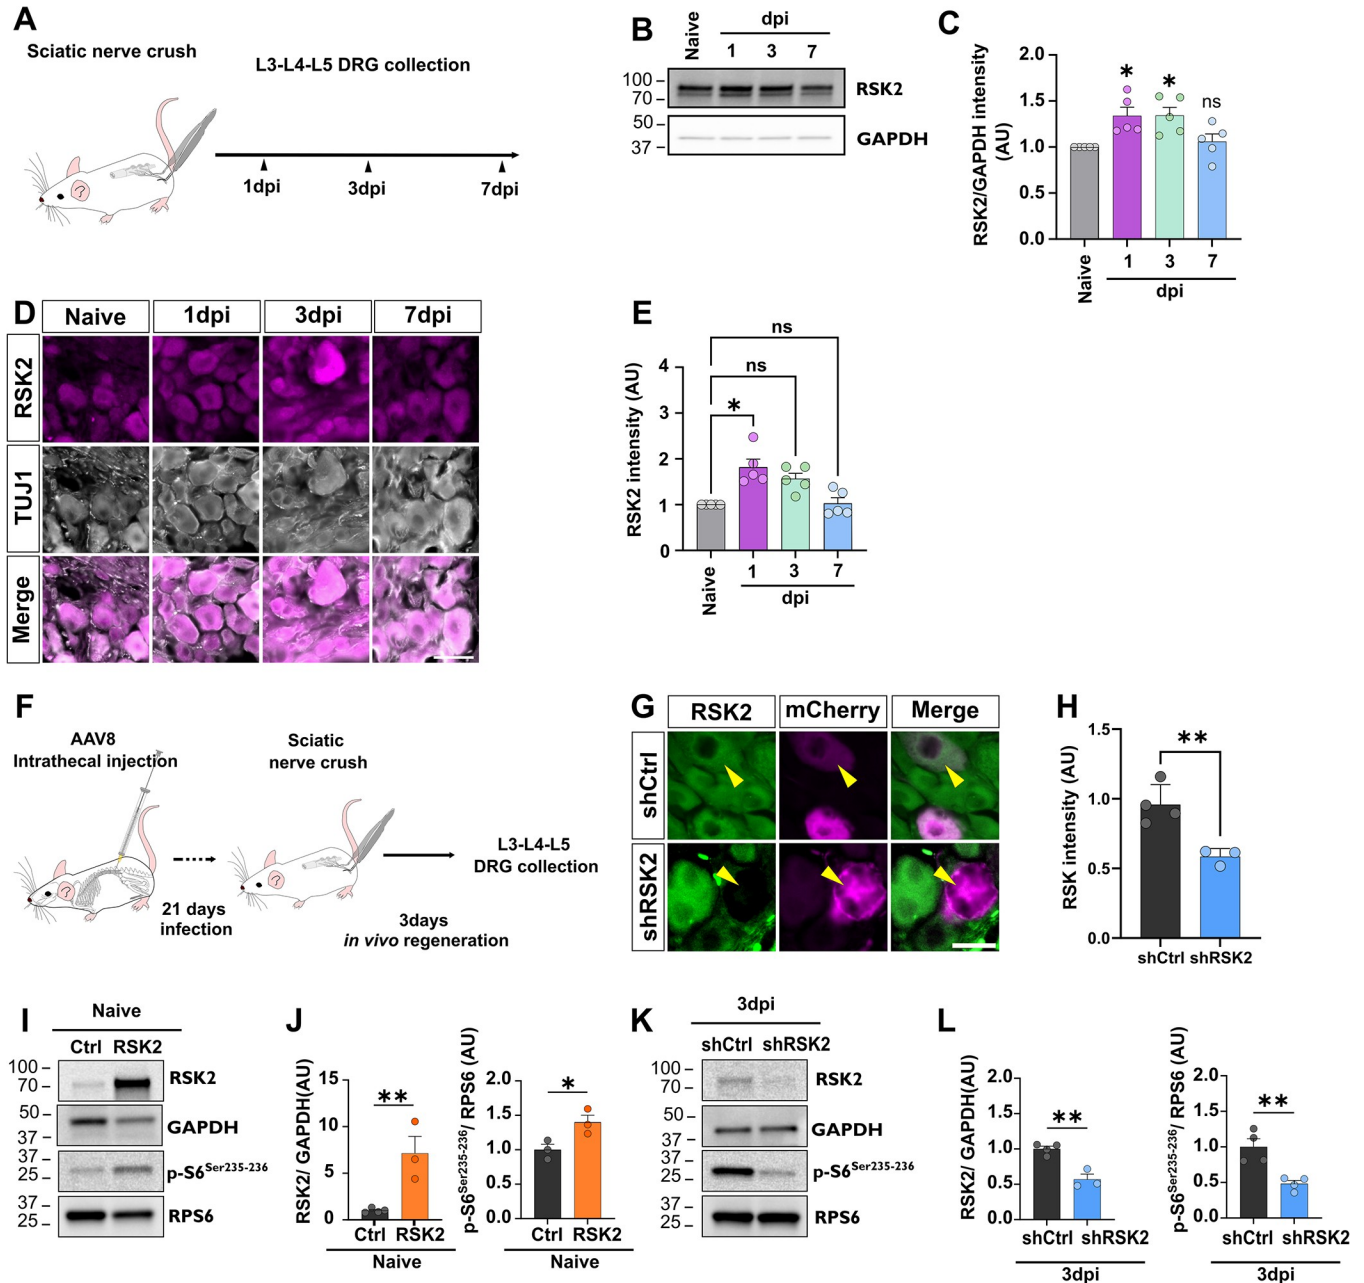 A
Sciatic nerve crush
L3-L4-L5 DRG collection
1dpi
3dpi
7dpi
B
Naive
dpi
1 3 7
100
70
RSK2
50
37
GAPDH
C
RSK2/GAPDH intensity
(AU)
2.0
1.5
1.0
0.5
0.0
*
*
ns
Naive
1 3 7
dpi
D
Naive 1dpi 3dpi 7dpi
RSK2
TUJ1
Merge
E
RSK2 intensity (AU)
4
3
2
1
0
ns
ns
*
Naive
1 3 7
dpi
F
AAV8
Intrathecal injection
Sciatic
nerve crush
21 days
infection
3days
in vivo regeneration
L3-L4-L5
DRG collection
G
RSK2 mCherry Merge
shCtrl
shRSK2
H
RSK intensity (AU)
1.5
1.0
0.5
0.0
**
shCtrl shRSK2
I
Naive
Ctrl RSK2
100
70
RSK2
50
37
GAPDH
37
25
p-S6Ser235-236
37
25
RPS6
J
RSK2/ GAPDH(AU)
15
10
5
0
**
Ctrl RSK2
Naive
p-S6Ser235-236/ RPS6 (AU)
2.0
1.5
1.0
0.5
0.0
*
Ctrl RSK2
Naive
K
3dpi
shCtrl shRSK2
100
70
RSK2
50
37
GAPDH
37
25
p-S6Ser235-236
37
25
RPS6
L
RSK2/ GAPDH(AU)
2.0
1.5
1.0
0.5
0.0
**
shCtrl shRSK2
3dpi
p-S6Ser235-236/ RPS6 (AU)
2.0
1.5
1.0
0.5
0.0
**
shCtrl shRSK2
3dpi